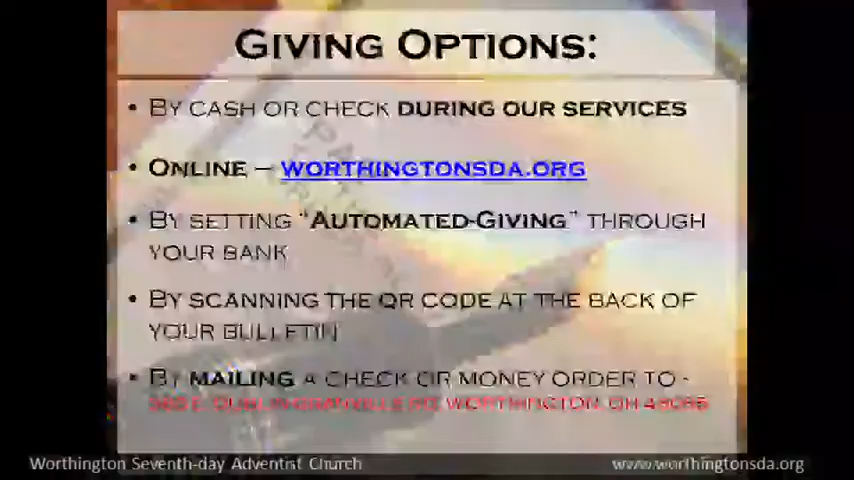 GIVING OPTIONS:
• BY CASH OR CHECK DURING OUR SERVICES
• ONLINE – WORTHINGTONSDA.ORG
• BY SETTING "AUTOMATED-GIVING" THROUGH
YOUR BANK
• BY SCANNING THE QR CODE AT THE BACK OF
YOUR BULLETIN
• BY MAILING A CHECK OR MONEY ORDER TO -
WORTHINGTON, OH
Worthington Seventh-day Adventist Church
www.worthingtonsda.org